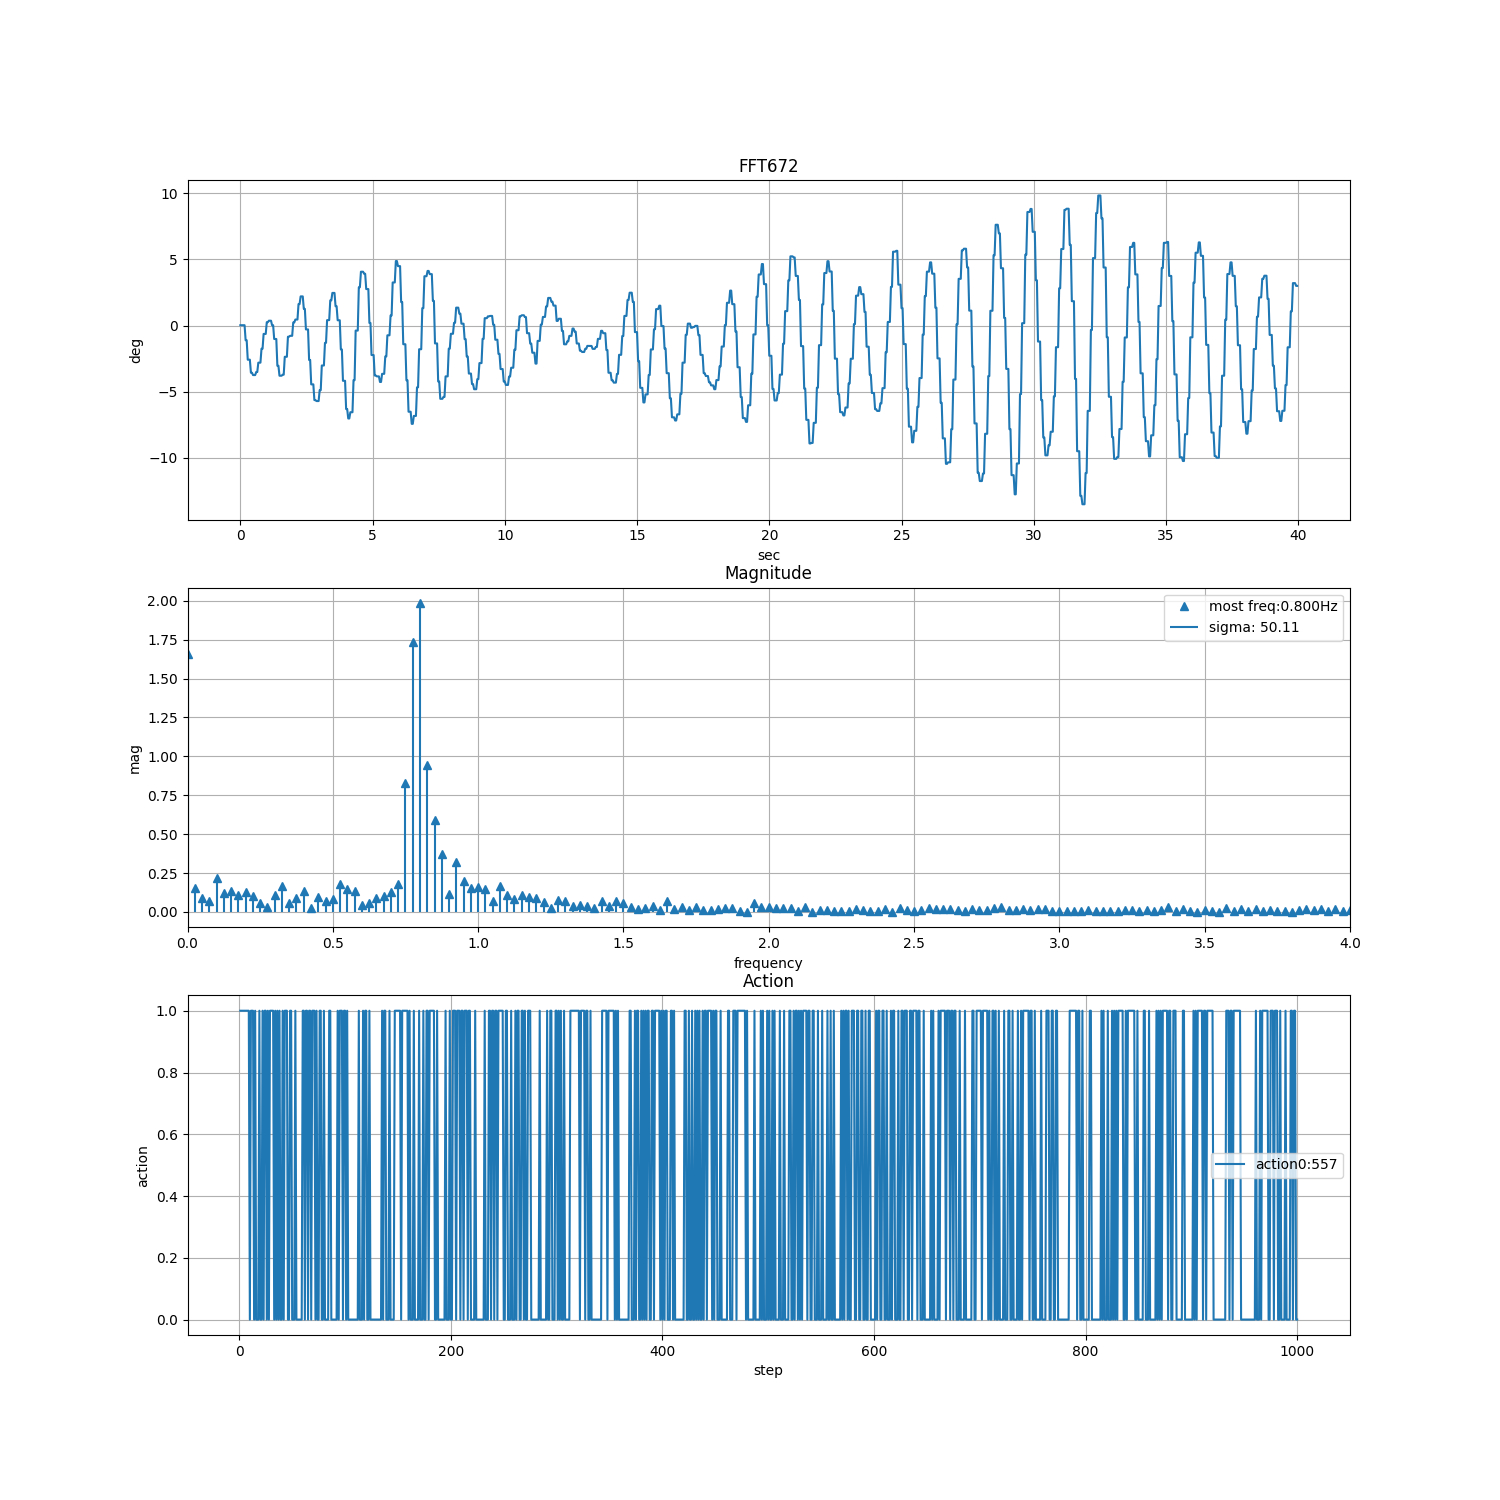 FFT672
10
5
0
−5
−10
deg
0 5 10 15 20 25 30 35 40
sec
Magnitude
2.00
1.75
1.50
1.25
1.00
0.75
0.50
0.25
0.00
mag
most freq:0.800Hz
sigma: 50.11
0.0 0.5 1.0 1.5 2.0 2.5 3.0 3.5 4.0
frequency
Action
1.0
0.8
0.6
0.4
0.2
0.0
action
action0:557
0 200 400 600 800 1000
step